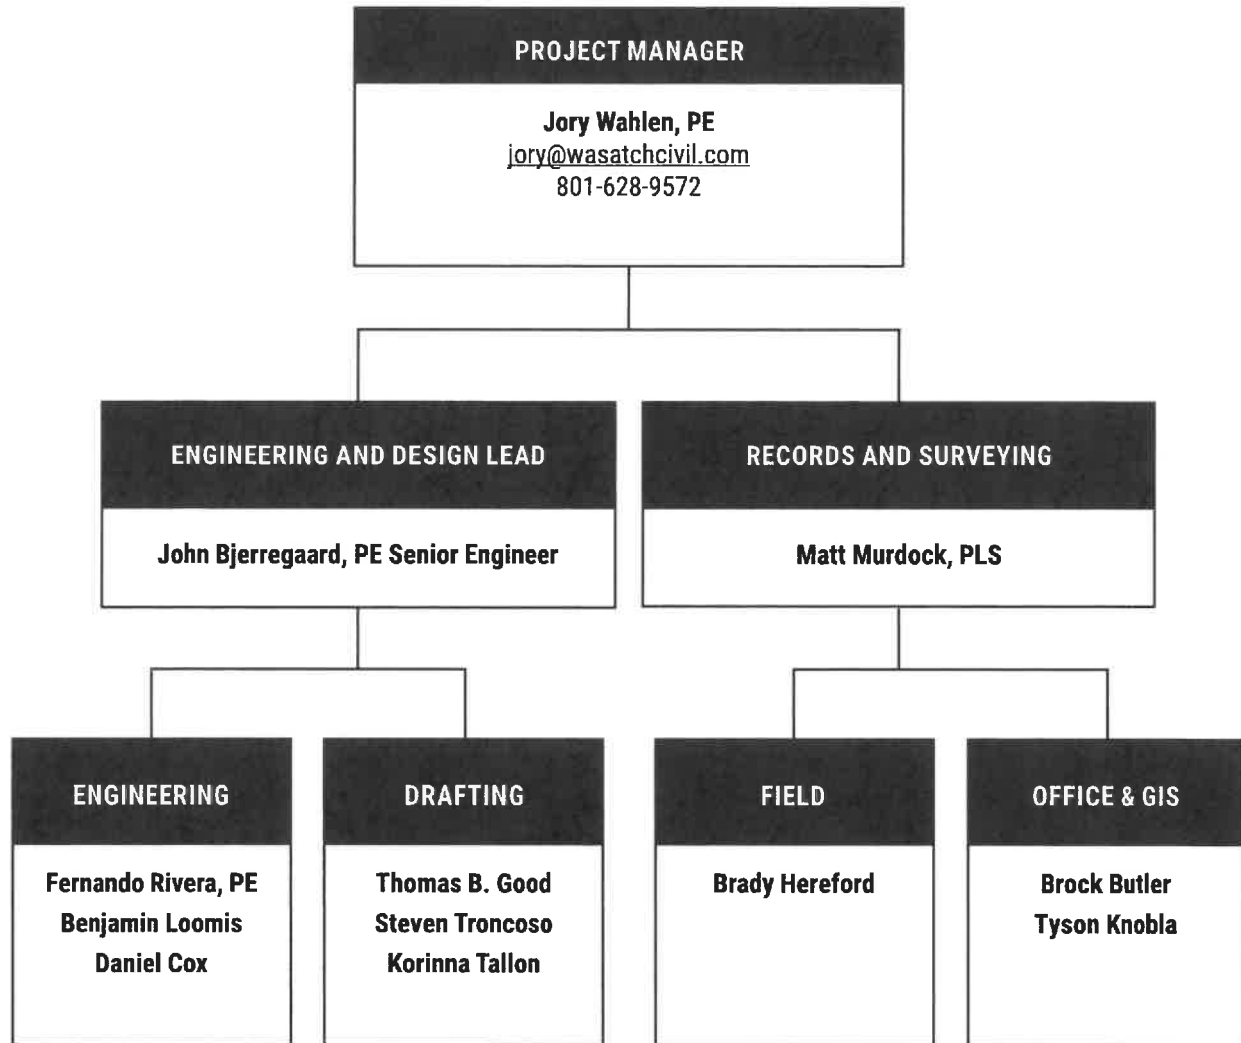 PROJECT MANAGER
Jory Wahlen, PE
jory@wasatchcivil.com
801-628-9572
ENGINEERING AND DESIGN LEAD
John Bjerregaard, PE Senior Engineer
RECORDS AND SURVEYING
Matt Murdock, PLS
ENGINEERING
Fernando Rivera, PE
Benjamin Loomis
Daniel Cox
DRAFTING
Thomas B. Good
Steven Troncoso
Korinna Tallon
FIELD
Brady Hereford
OFFICE & GIS
Brock Butler
Tyson Knobla